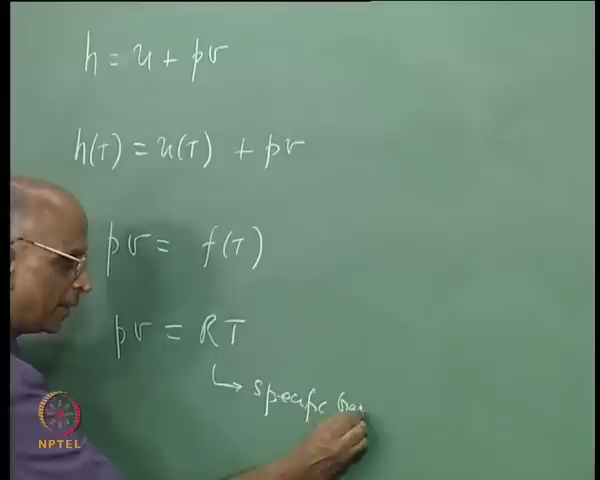 h = u + pv
h(T) = u(T) + pv
pv = f(T)
pv = RT
↳ specific
NPTEL